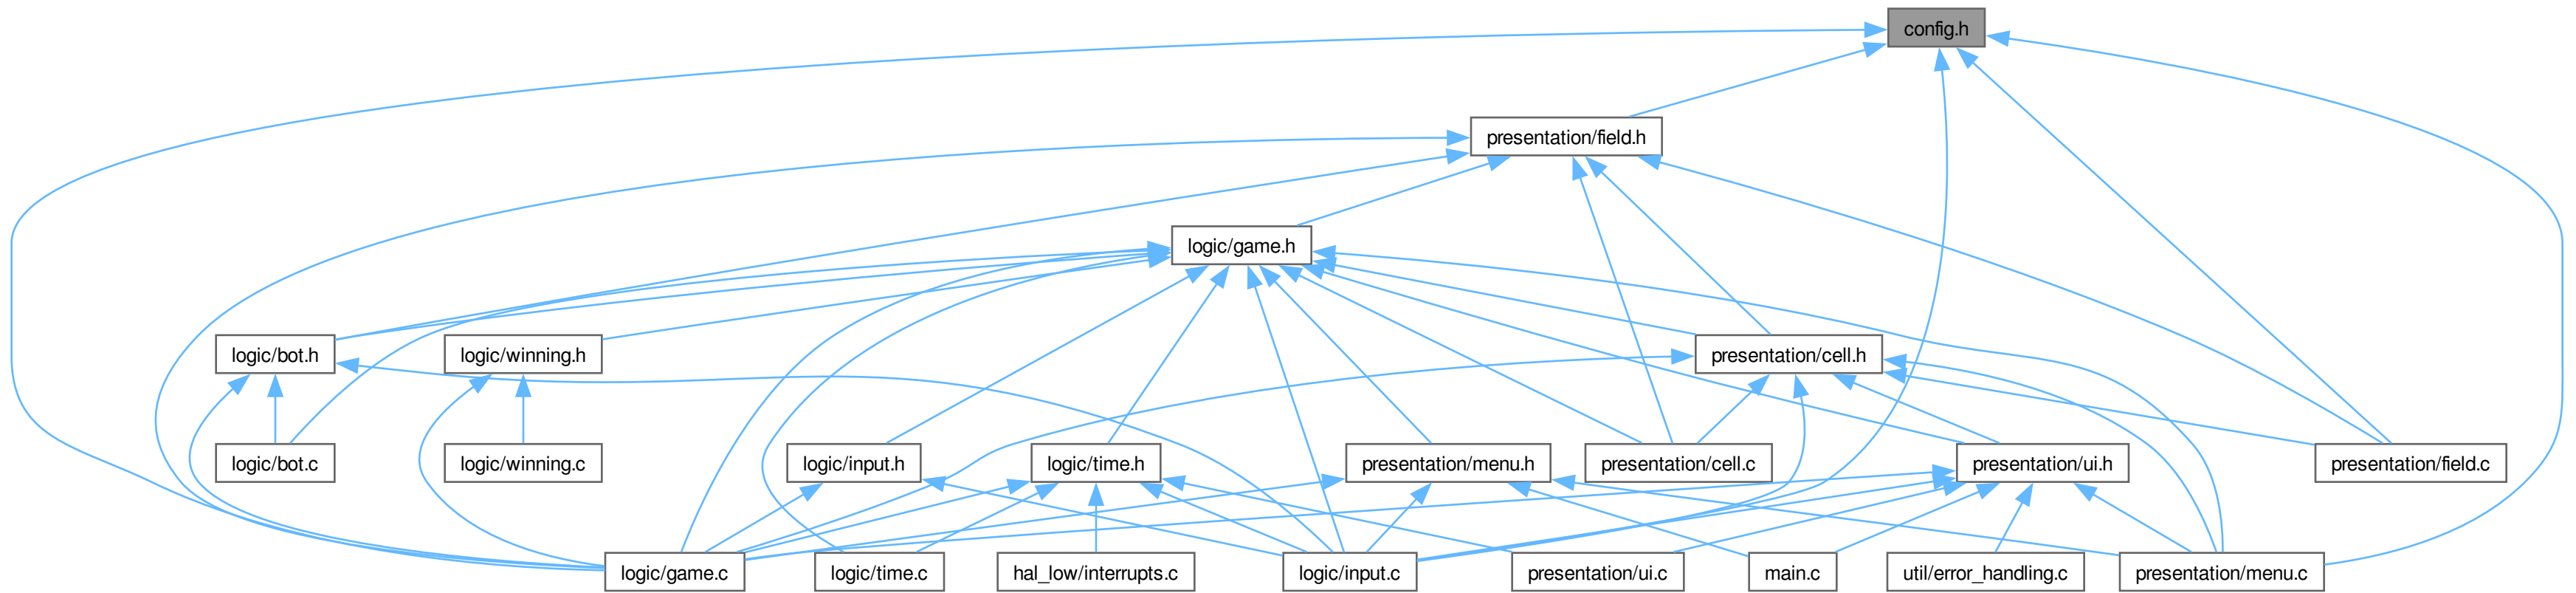 config.h
presentation/field.h
logic/game.h
logic/bot.h
logic/winning.h
presentation/cell.h
logic/bot.c
logic/winning.c
logic/input.h
logic/time.h
presentation/menu.h
presentation/cell.c
presentation/ui.h
presentation/field.c
logic/game.c
logic/time.c
hal_low/interrupts.c
logic/input.c
presentation/ui.c
main.c
util/error_handling.c
presentation/menu.c